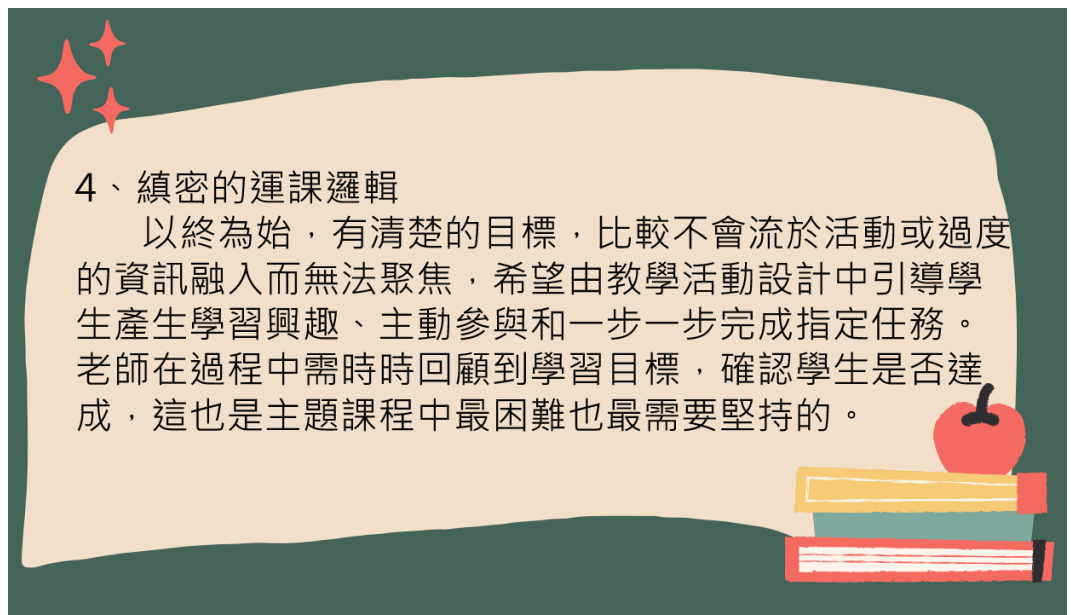 4、縝密的運課邏輯
以終為始，有清楚的目標，比較不會流於活動或過度
的資訊融入而無法聚焦，希望由教學活動設計中引導學
生產生學習興趣、主動參與和一步一步完成指定任務。
老師在過程中需時時回顧到學習目標，確認學生是否達
成，這也是主題課程中最困難也最需要堅持的。